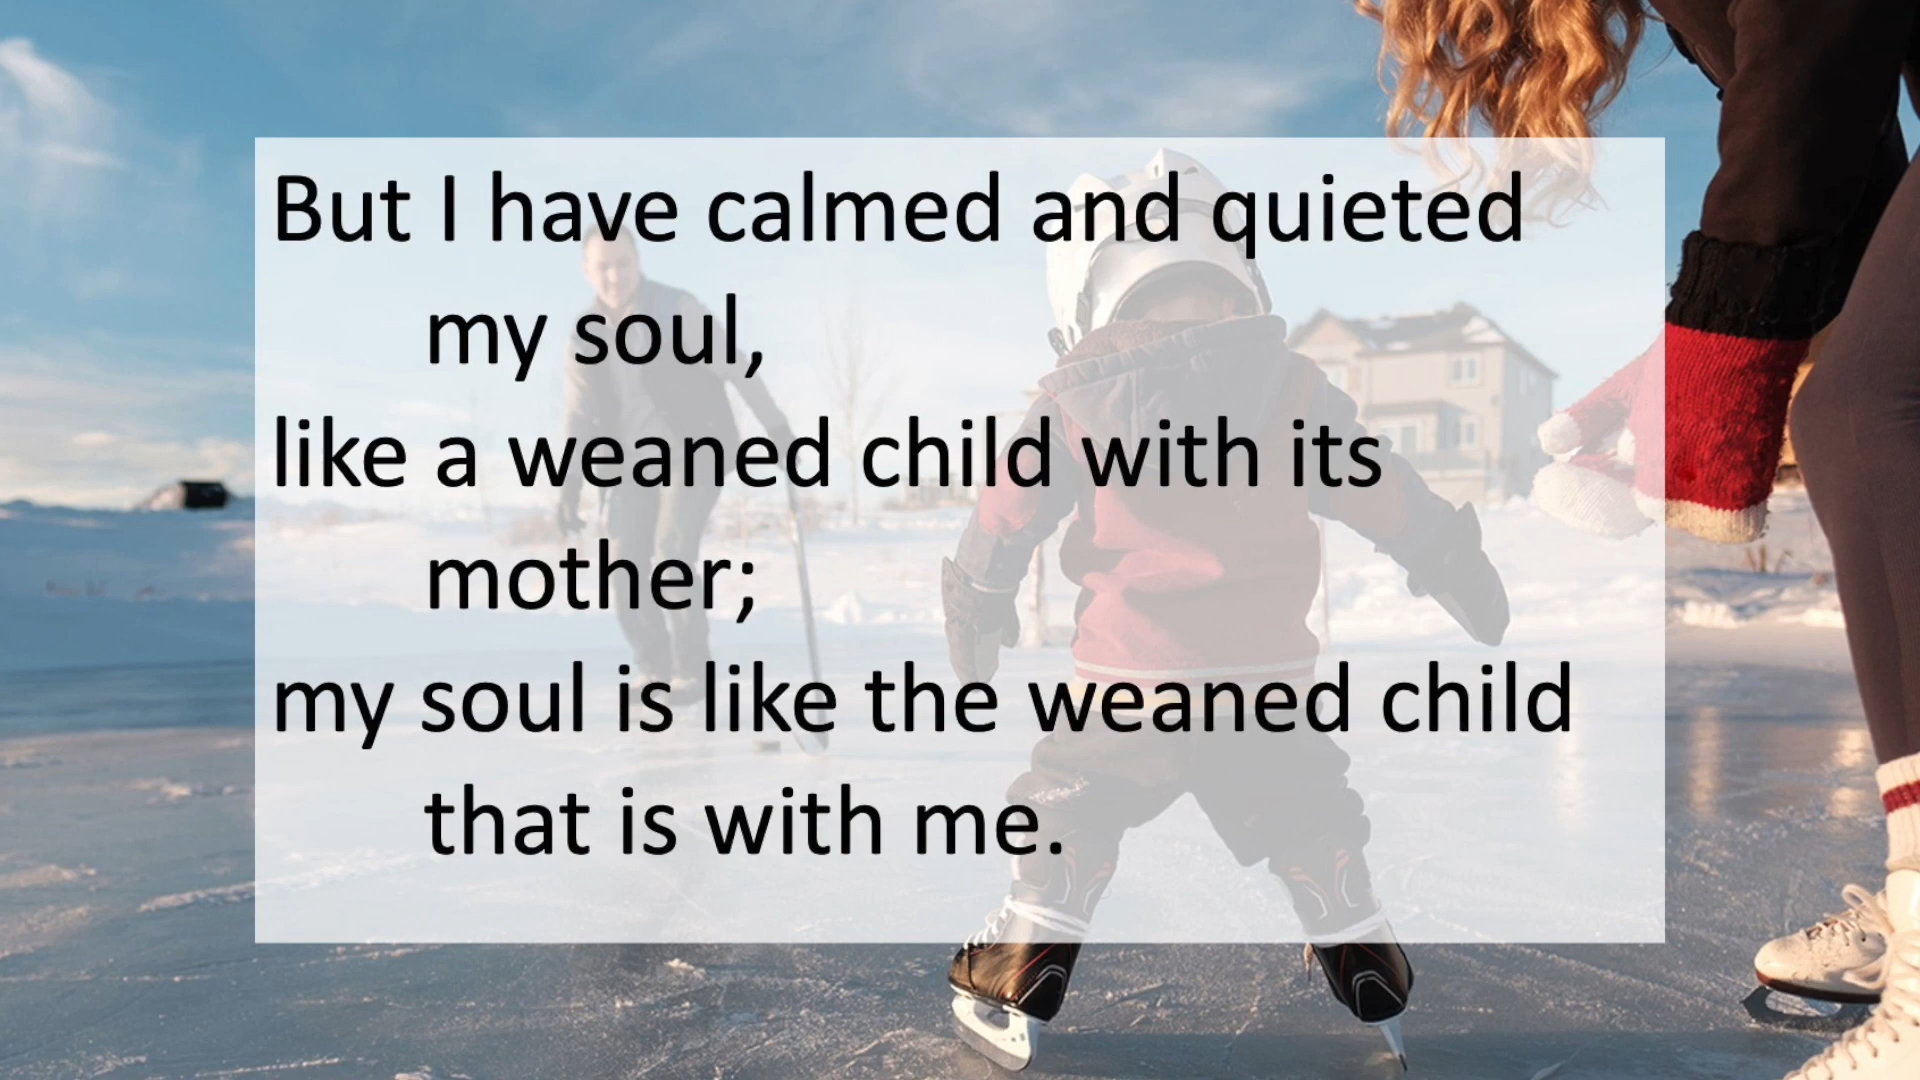 But I have calmed and quieted
my soul,
like a weaned child with its
mother;
my soul is like the weaned child
that is with me.